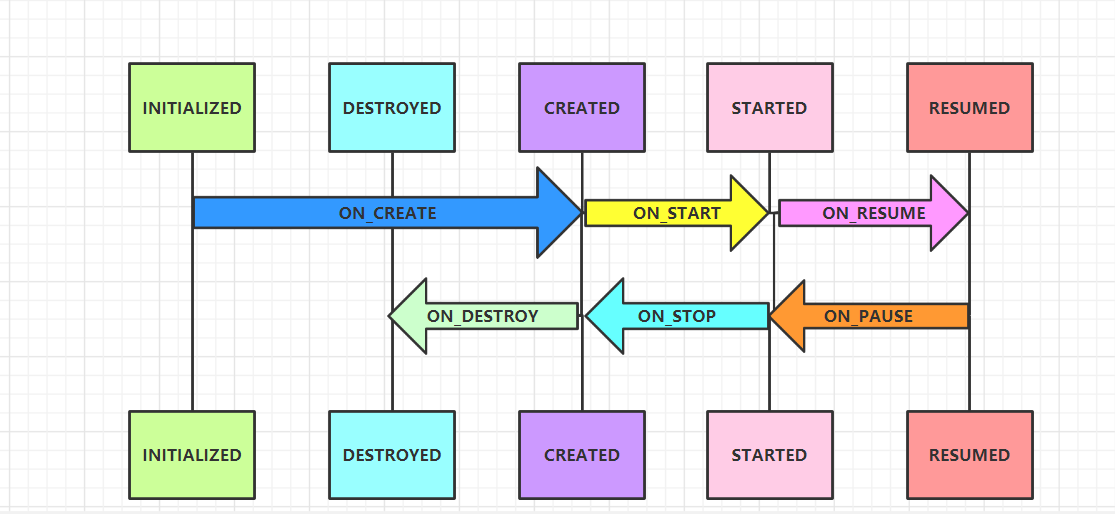 INITIALIZED
DESTROYED
CREATED
STARTED
RESUMED
ON_CREATE
ON_START
ON_RESUME
ON_DESTROY
ON_STOP
ON_PAUSE
INITIALIZED
DESTROYED
CREATED
STARTED
RESUMED